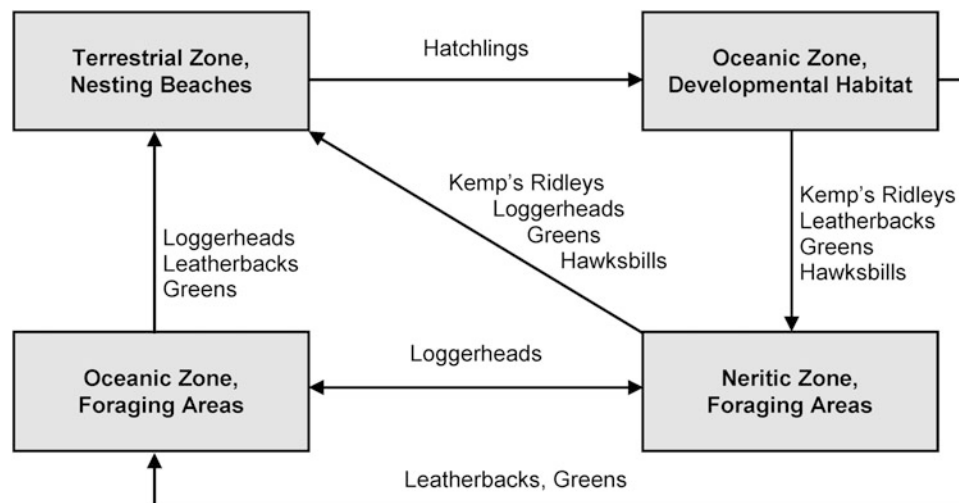 Terrestrial Zone,
Nesting Beaches
Hatchlings
Oceanic Zone,
Developmental Habitat
Kemp's Ridleys
Loggerheads
Greens
Hawksbills
Kemp's Ridleys
Leatherbacks
Greens
Hawksbills
Loggerheads
Leatherbacks
Greens
Oceanic Zone,
Foraging Areas
Loggerheads
Neritic Zone,
Foraging Areas
Leatherbacks, Greens